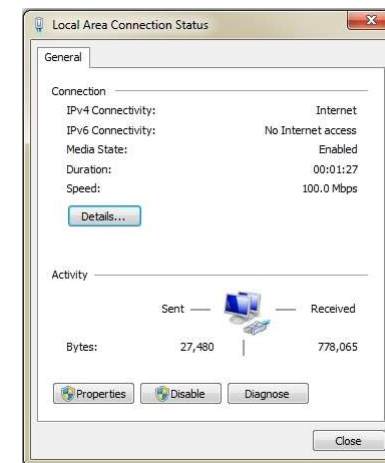 Local Area Connection Status
General
Connection
IPv4 Connectivity: Internet
IPv6 Connectivity: No Internet access
Media State: Enabled
Duration: 00:01:27
Speed: 100.0 Mbps
Details...
Activity
Sent — — Received
Bytes: 27,480 | 778,065
Properties Disable Diagnose
Close